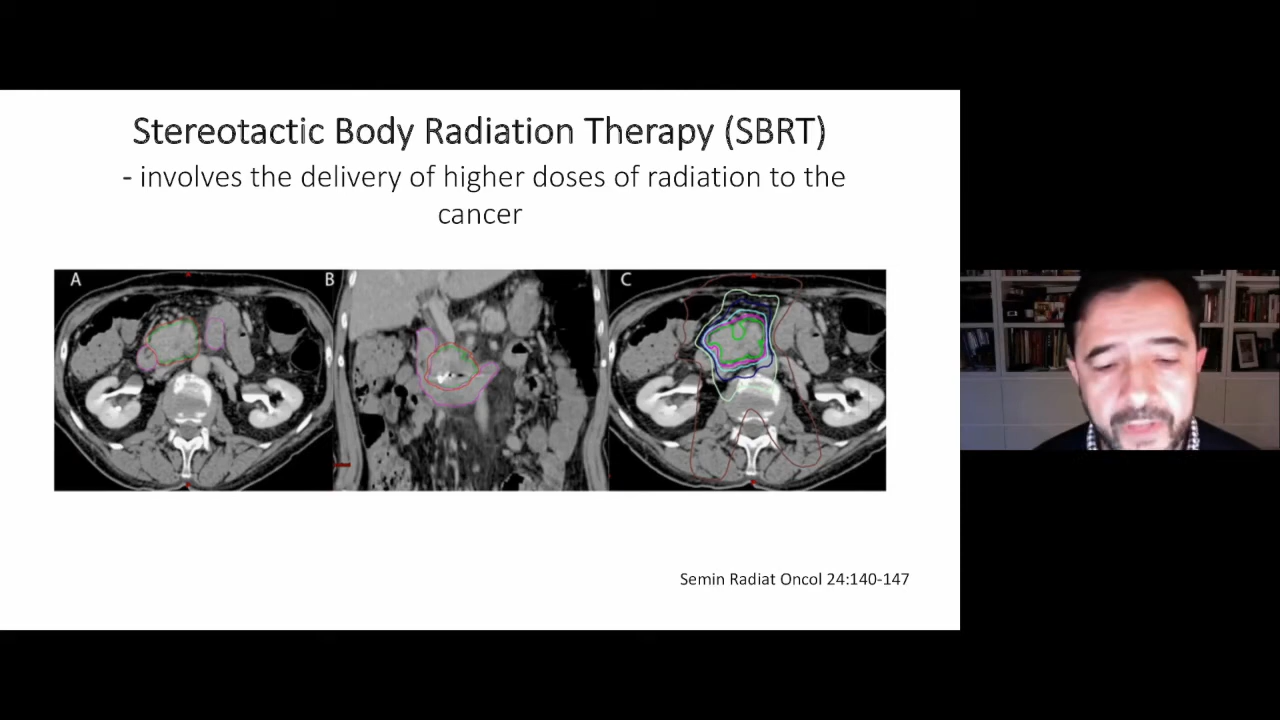 Stereotactic Body Radiation Therapy (SBRT)
- involves the delivery of higher doses of radiation to the
cancer
A
B
C
Semin Radiat Oncol 24:140-147